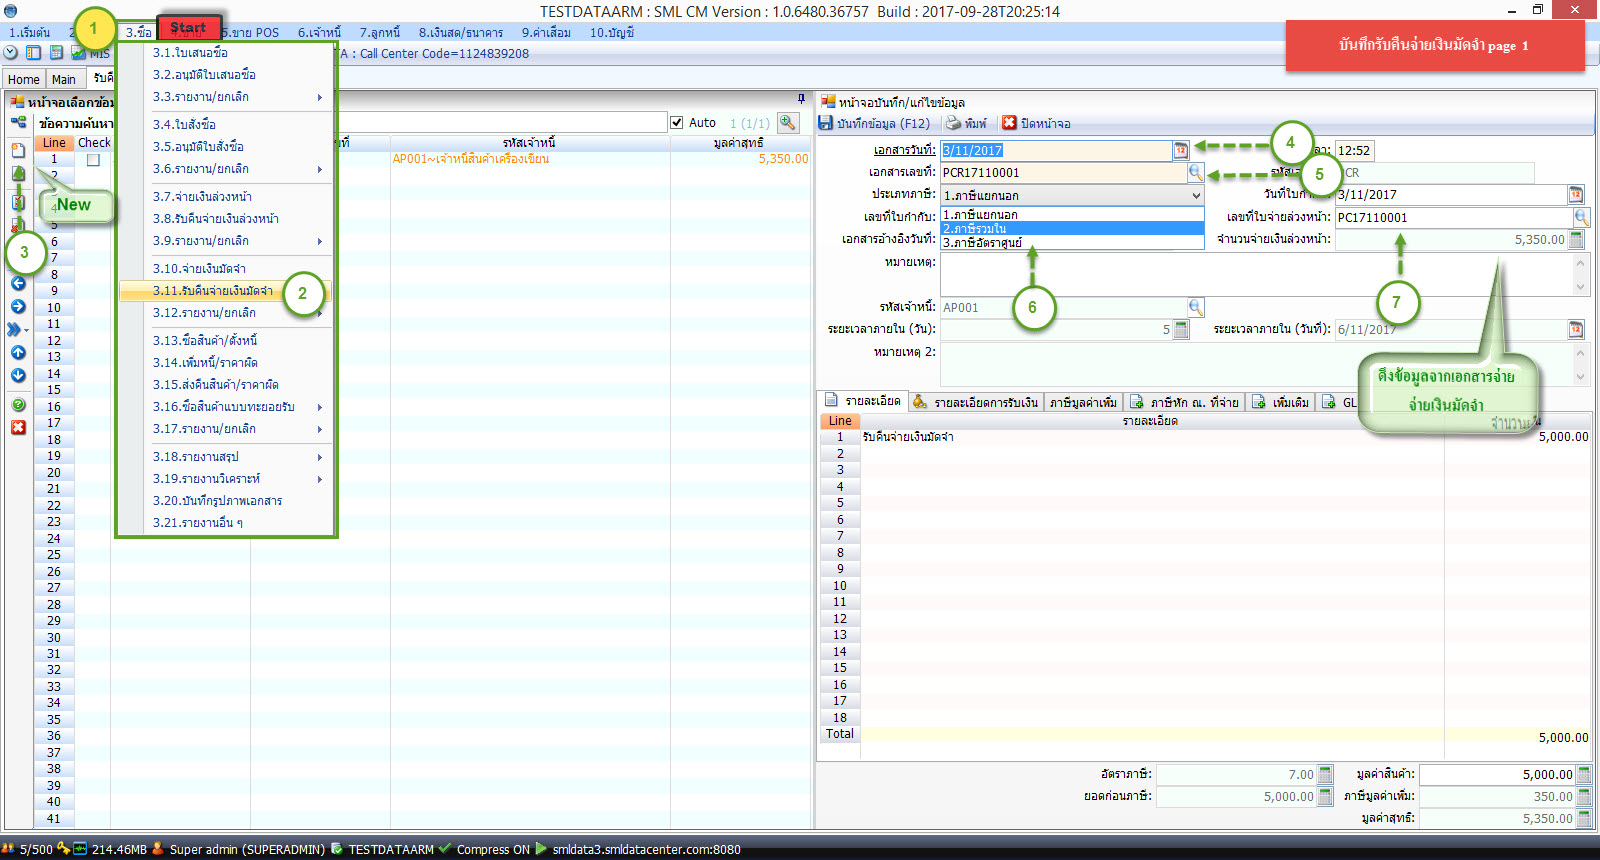 TESTDATAARM : SML CM Version : 1.0.6480.36757 Build : 2017-09-28T20:25:14
1.เริ่มต้น 2 3.ซื้อ Start 5.ขาย POS 6.เจ้าหนี้ 7.ลูกหนี้ 8.เงินสด/ธนาคาร 9.ค่าเสื่อม 10.บัญชี
1
บันทึกรับคืนจ่ายเงินมัดจำ page 1
MIS TA : Call Center Code=1124839208
Home Main รับคื
3.1.ใบเสนอซื้อ
3.2.อนุมัติใบเสนอซื้อ
3.3.รายงาน/ยกเลิก
3.4.ใบสั่งซื้อ
3.5.อนุมัติใบสั่งซื้อ
3.6.รายงาน/ยกเลิก
3.7.จ่ายเงินล่วงหน้า
3.8.รับคืนจ่ายเงินล่วงหน้า
3.9.รายงาน/ยกเลิก
3.10.จ่ายเงินมัดจำ
3.11.รับคืนจ่ายเงินมัดจำ 2
3.12.รายงาน/ยกเลิก
3.13.ซื้อสินค้า/ตั้งหนี้
3.14.เพิ่มหนี้/ราคาผิด
3.15.ส่งคืนสินค้า/ราคาผิด
3.16.ซื้อสินค้าแบบทะยอยรับ
3.17.รายงาน/ยกเลิก
3.18.รายงานสรุป
3.19.รายงานวิเคราะห์
3.20.บันทึกรูปภาพเอกสาร
3.21.รายงานอื่น ๆ
หน้าจอเลือกข้อม
ข้อความค้นหา Auto 1 (1/1)
Line Check ที่ รหัสเจ้าหนี้ มูลค่าสุทธิ
1 AP001~เจ้าหนี้สินค้าเครื่องเขียน 5,350.00
2
New
4
5
3
6
7
8
9
10
11
12
13
14
15
16
17
18
19
20
21
22
23
24
25
26
27
28
29
30
31
32
33
34
35
36
37
38
39
40
41
หน้าจอบันทึก/แก้ไขข้อมูล
บันทึกข้อมูล (F12) พิมพ์ ปิดหน้าจอ
เอกสารวันที่: 3/11/2017 4 ลา: 12:52
เอกสารเลขที่: PCR17110001 5 รหัสเอ CR
ประเภทภาษี: 1.ภาษีแยกนอก วันที่ใบกำ 3/11/2017
เลขที่ใบกำกับ: 1.ภาษีแยกนอก เลขที่ใบจ่ายล่วงหน้า: PC17110001
2.ภาษีรวมใน
เอกสารอ้างอิงวันที่: 3.ภาษีอัตราศูนย์ จำนวนจ่ายเงินล่วงหน้า: 5,350.00
หมายเหตุ:
6 7
รหัสเจ้าหนี้: AP001
ระยะเวลาภายใน (วัน): 5 ระยะเวลาภายใน (วันที่): 6/11/2017
หมายเหตุ 2:
ดึงข้อมูลจากเอกสารจ่าย
จ่ายเงินมัดจำ
รายละเอียด รายละเอียดการรับเงิน ภาษีมูลค่าเพิ่ม ภาษีหัก ณ. ที่จ่าย เพิ่มเติม GL
Line รายละเอียด จำนวนเงิน
1 รับคืนจ่ายเงินมัดจำ 5,000.00
2
3
4
5
6
7
8
9
10
11
12
13
14
15
16
17
18
Total 5,000.00
อัตราภาษี: 7.00 มูลค่าสินค้า: 5,000.00
ยอดก่อนภาษี: 5,000.00 ภาษีมูลค่าเพิ่ม: 350.00
มูลค่าสุทธิ: 5,350.00
5/500 214.46MB Super admin (SUPERADMIN) TESTDATAARM Compress ON smldata3.smldatacenter.com:8080